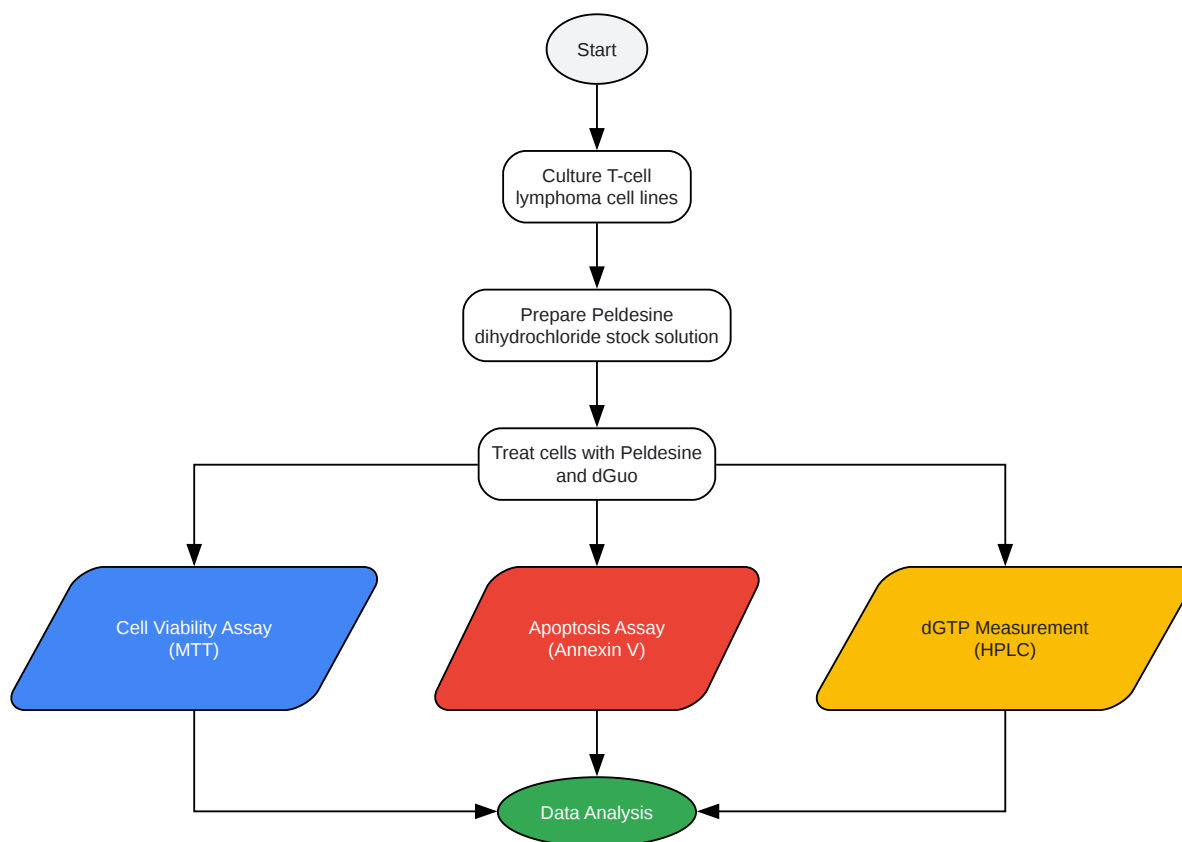 Start
Culture T-cell
lymphoma cell lines
Prepare Peldesine
dihydrochloride stock solution
Treat cells with Peldesine
and dGuo
Cell Viability Assay
(MTT)
Apoptosis Assay
(Annexin V)
dGTP Measurement
(HPLC)
Data Analysis